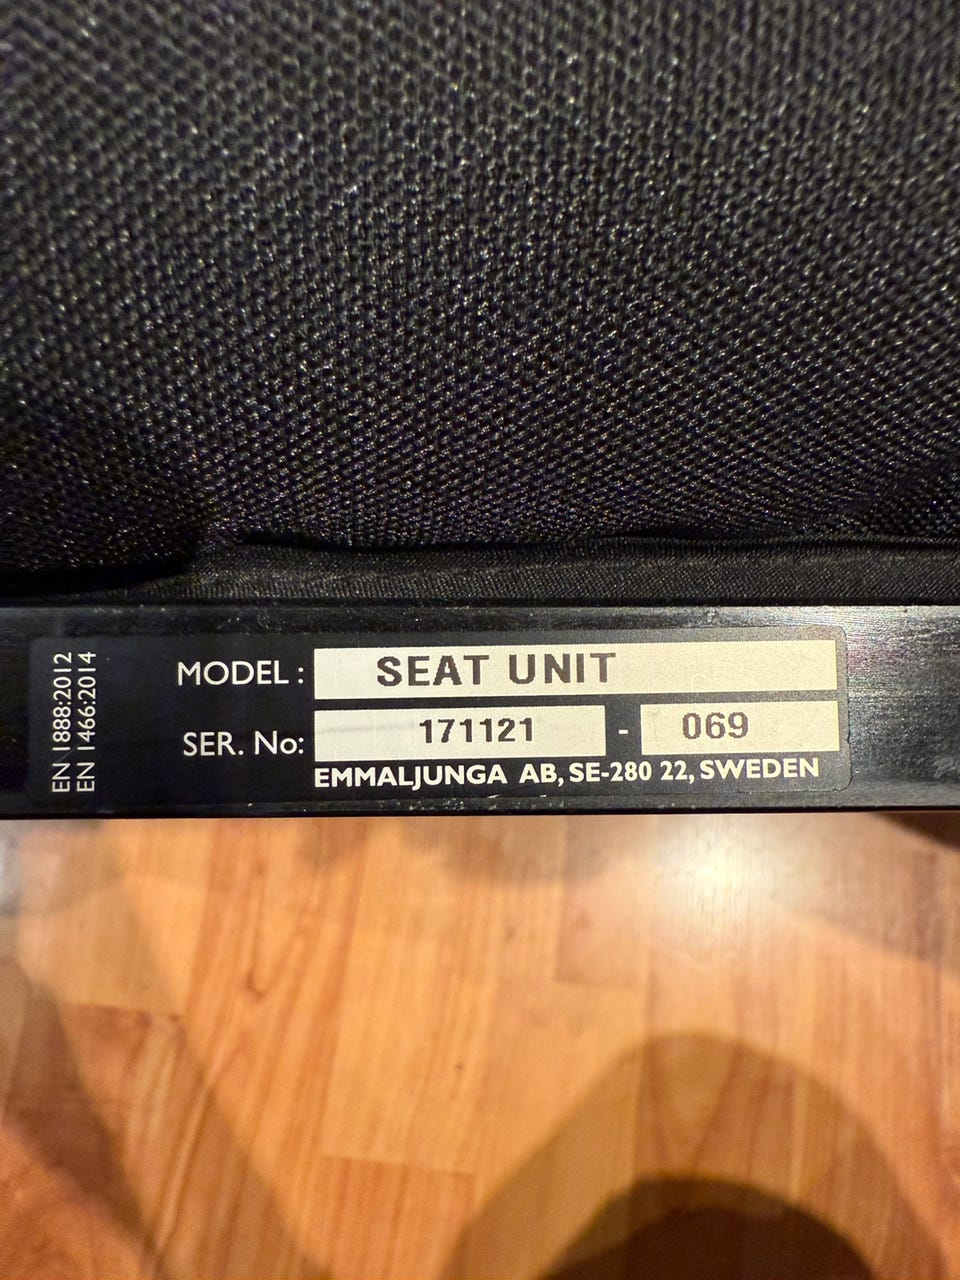 EN 1888:2012
EN 1466:2014
MODEL : SEAT UNIT
SER. No: 171121 - 069
EMMALJUNGA AB, SE-280 22, SWEDEN